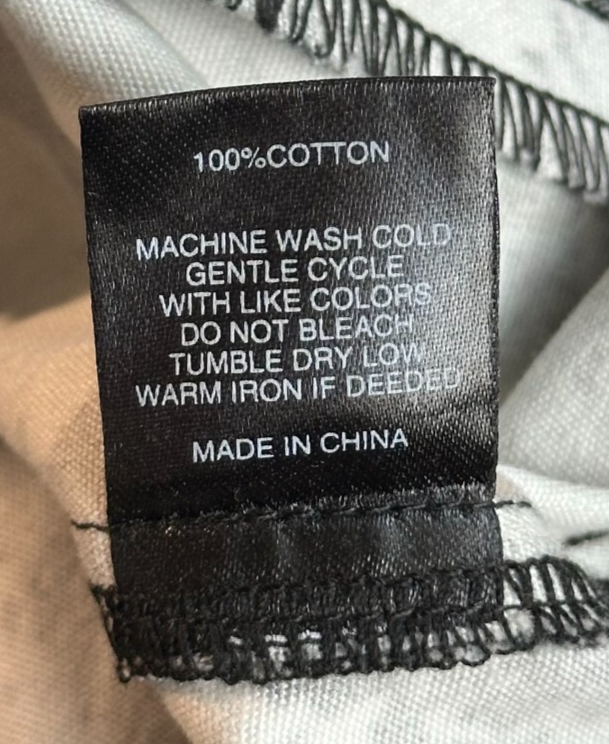 100%COTTON
MACHINE WASH COLD
GENTLE CYCLE
WITH LIKE COLORS
DO NOT BLEACH
TUMBLE DRY LOW
WARM IRON IF DEEDED
MADE IN CHINA